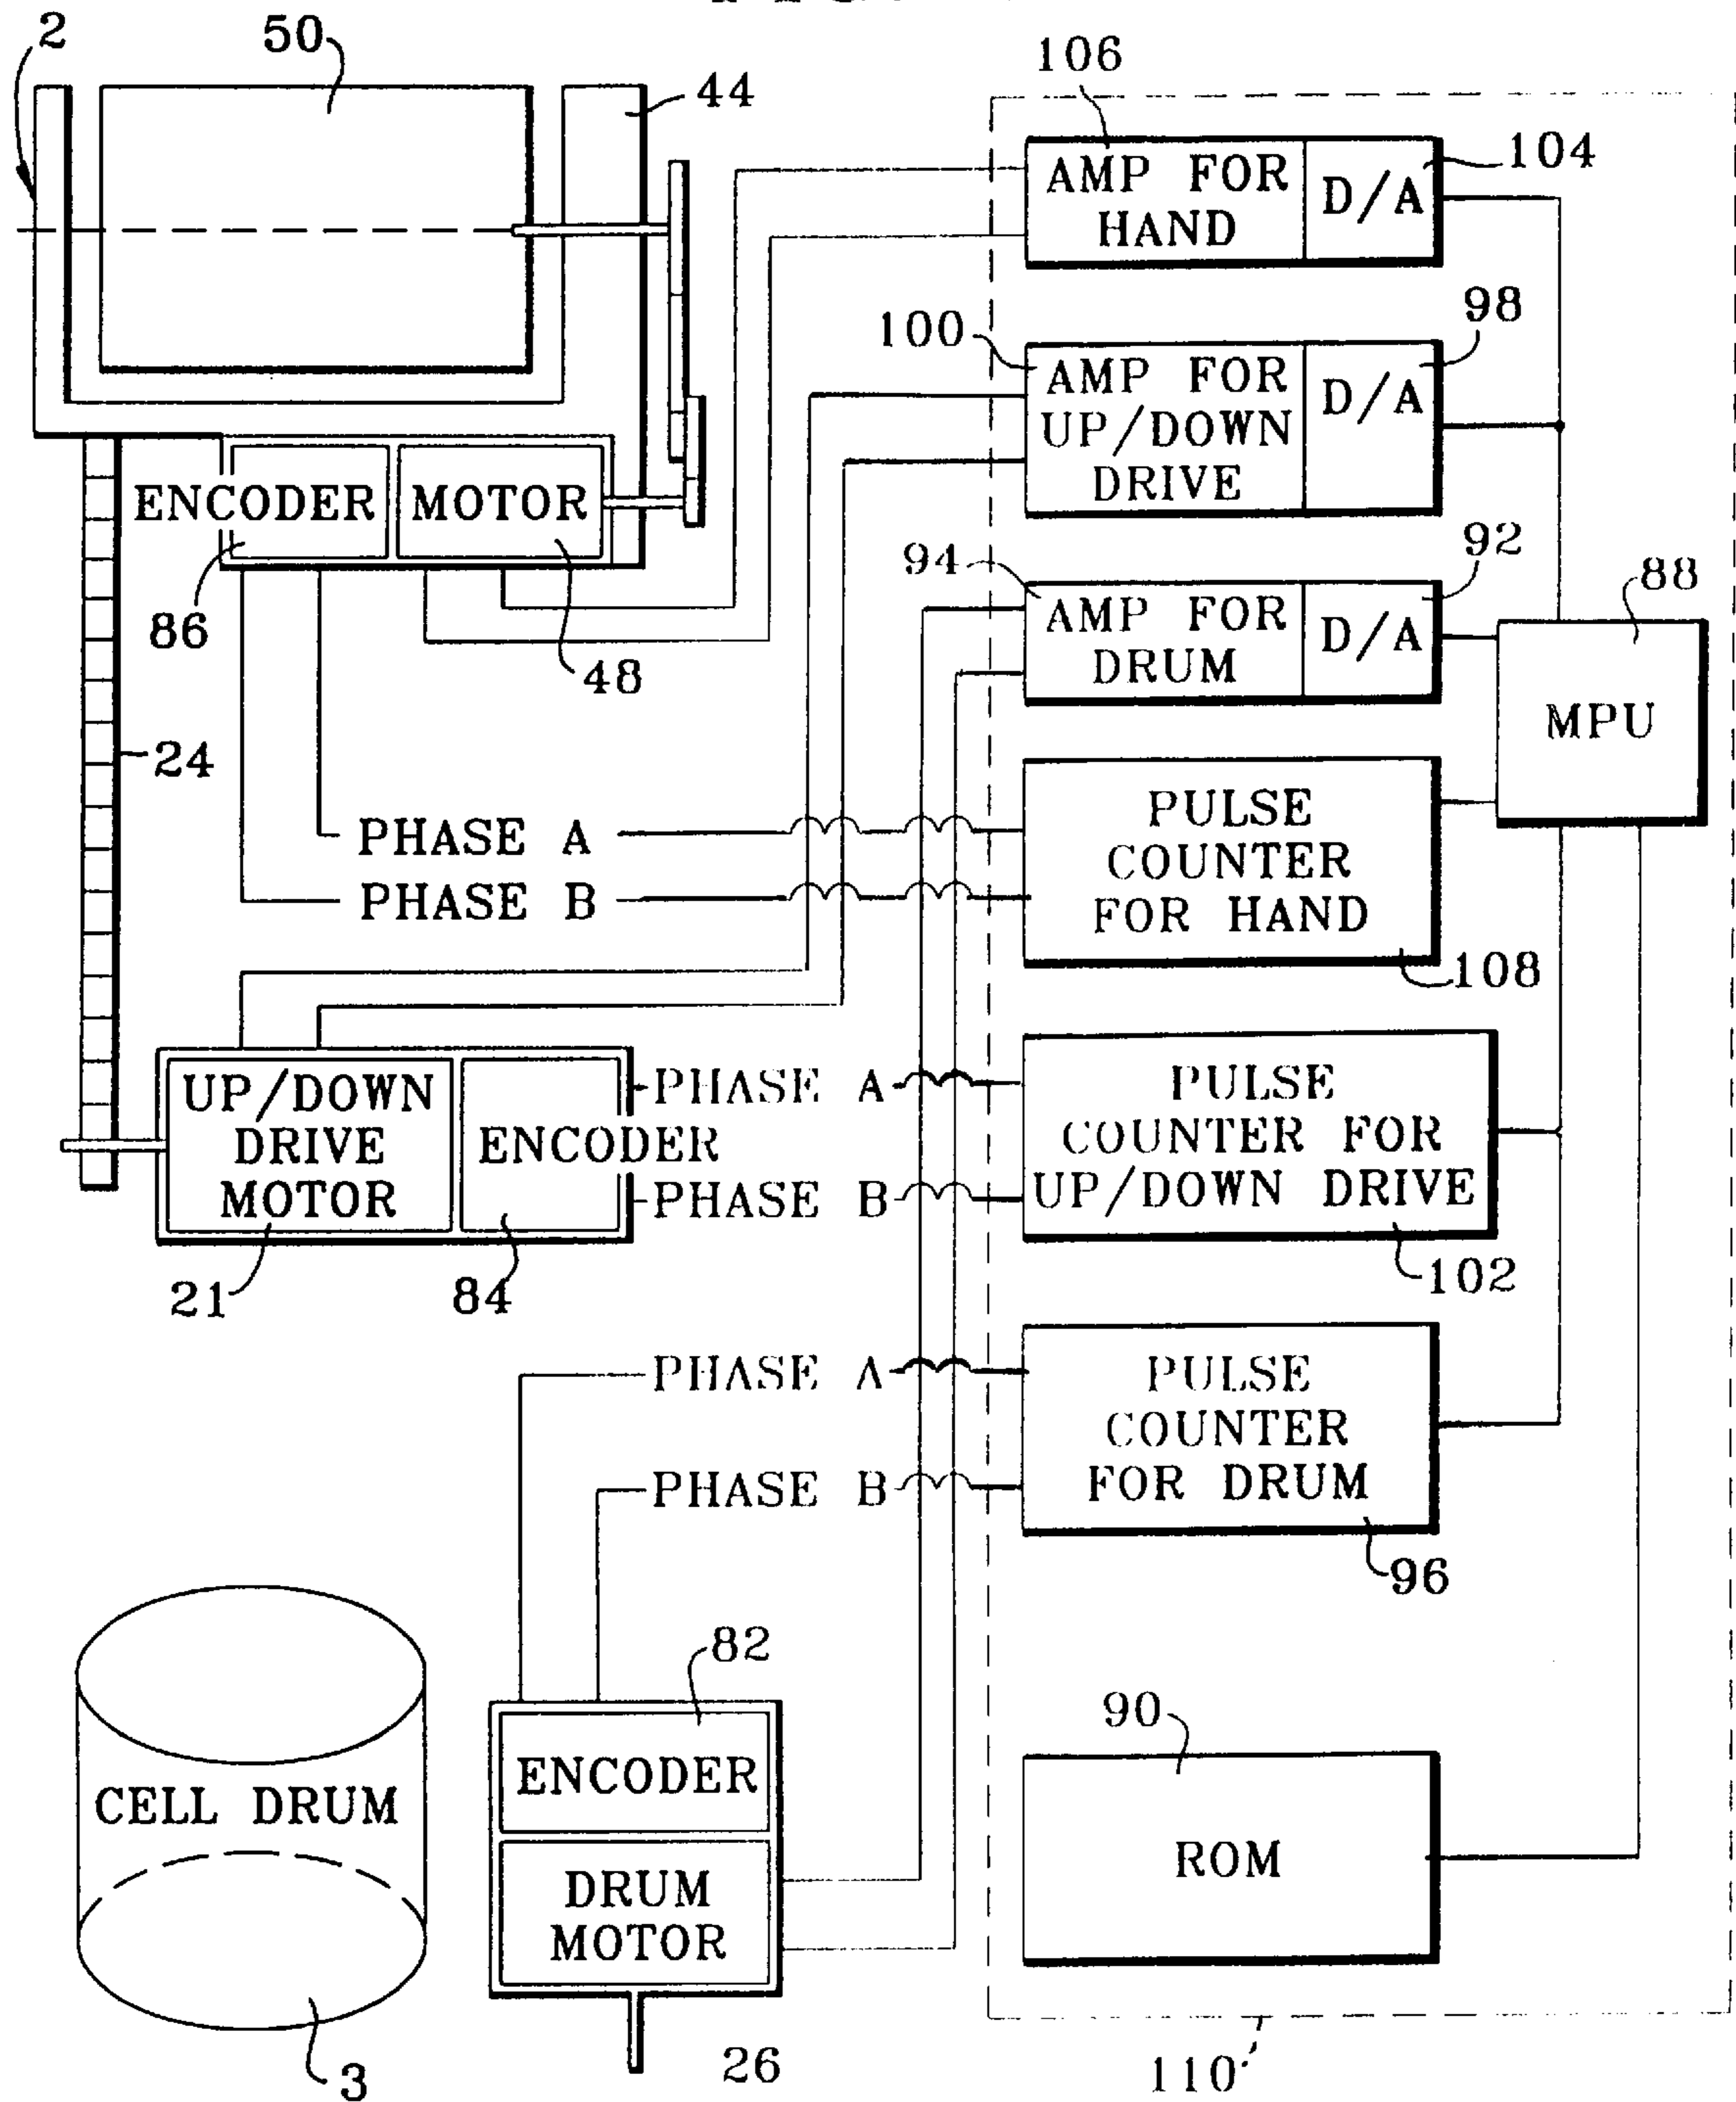 2
50
44
106
AMP FOR
HAND
D/A
104
100
AMP FOR
UP/DOWN
DRIVE
D/A
98
ENCODER
MOTOR
86
48
94
AMP FOR
DRUM
D/A
92
88
MPU
24
PHASE A
PHASE B
PULSE
COUNTER
FOR HAND
108
UP/DOWN
DRIVE
MOTOR
ENCODER
21
84
PHASE A
PHASE B
PULSE
COUNTER FOR
UP/DOWN DRIVE
102
PHASE A
PHASE B
PULSE
COUNTER
FOR DRUM
96
82
ENCODER
DRUM
MOTOR
26
CELL DRUM
3
90
ROM
110